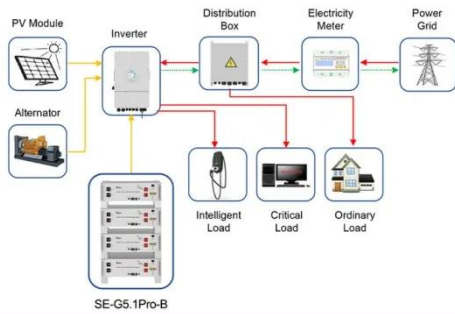 PV Module
Inverter
Distribution
Box
Electricity
Meter
Power
Grid
Alternator
Intelligent
Load
Critical
Load
Ordinary
Load
SE-G5.1Pro-B